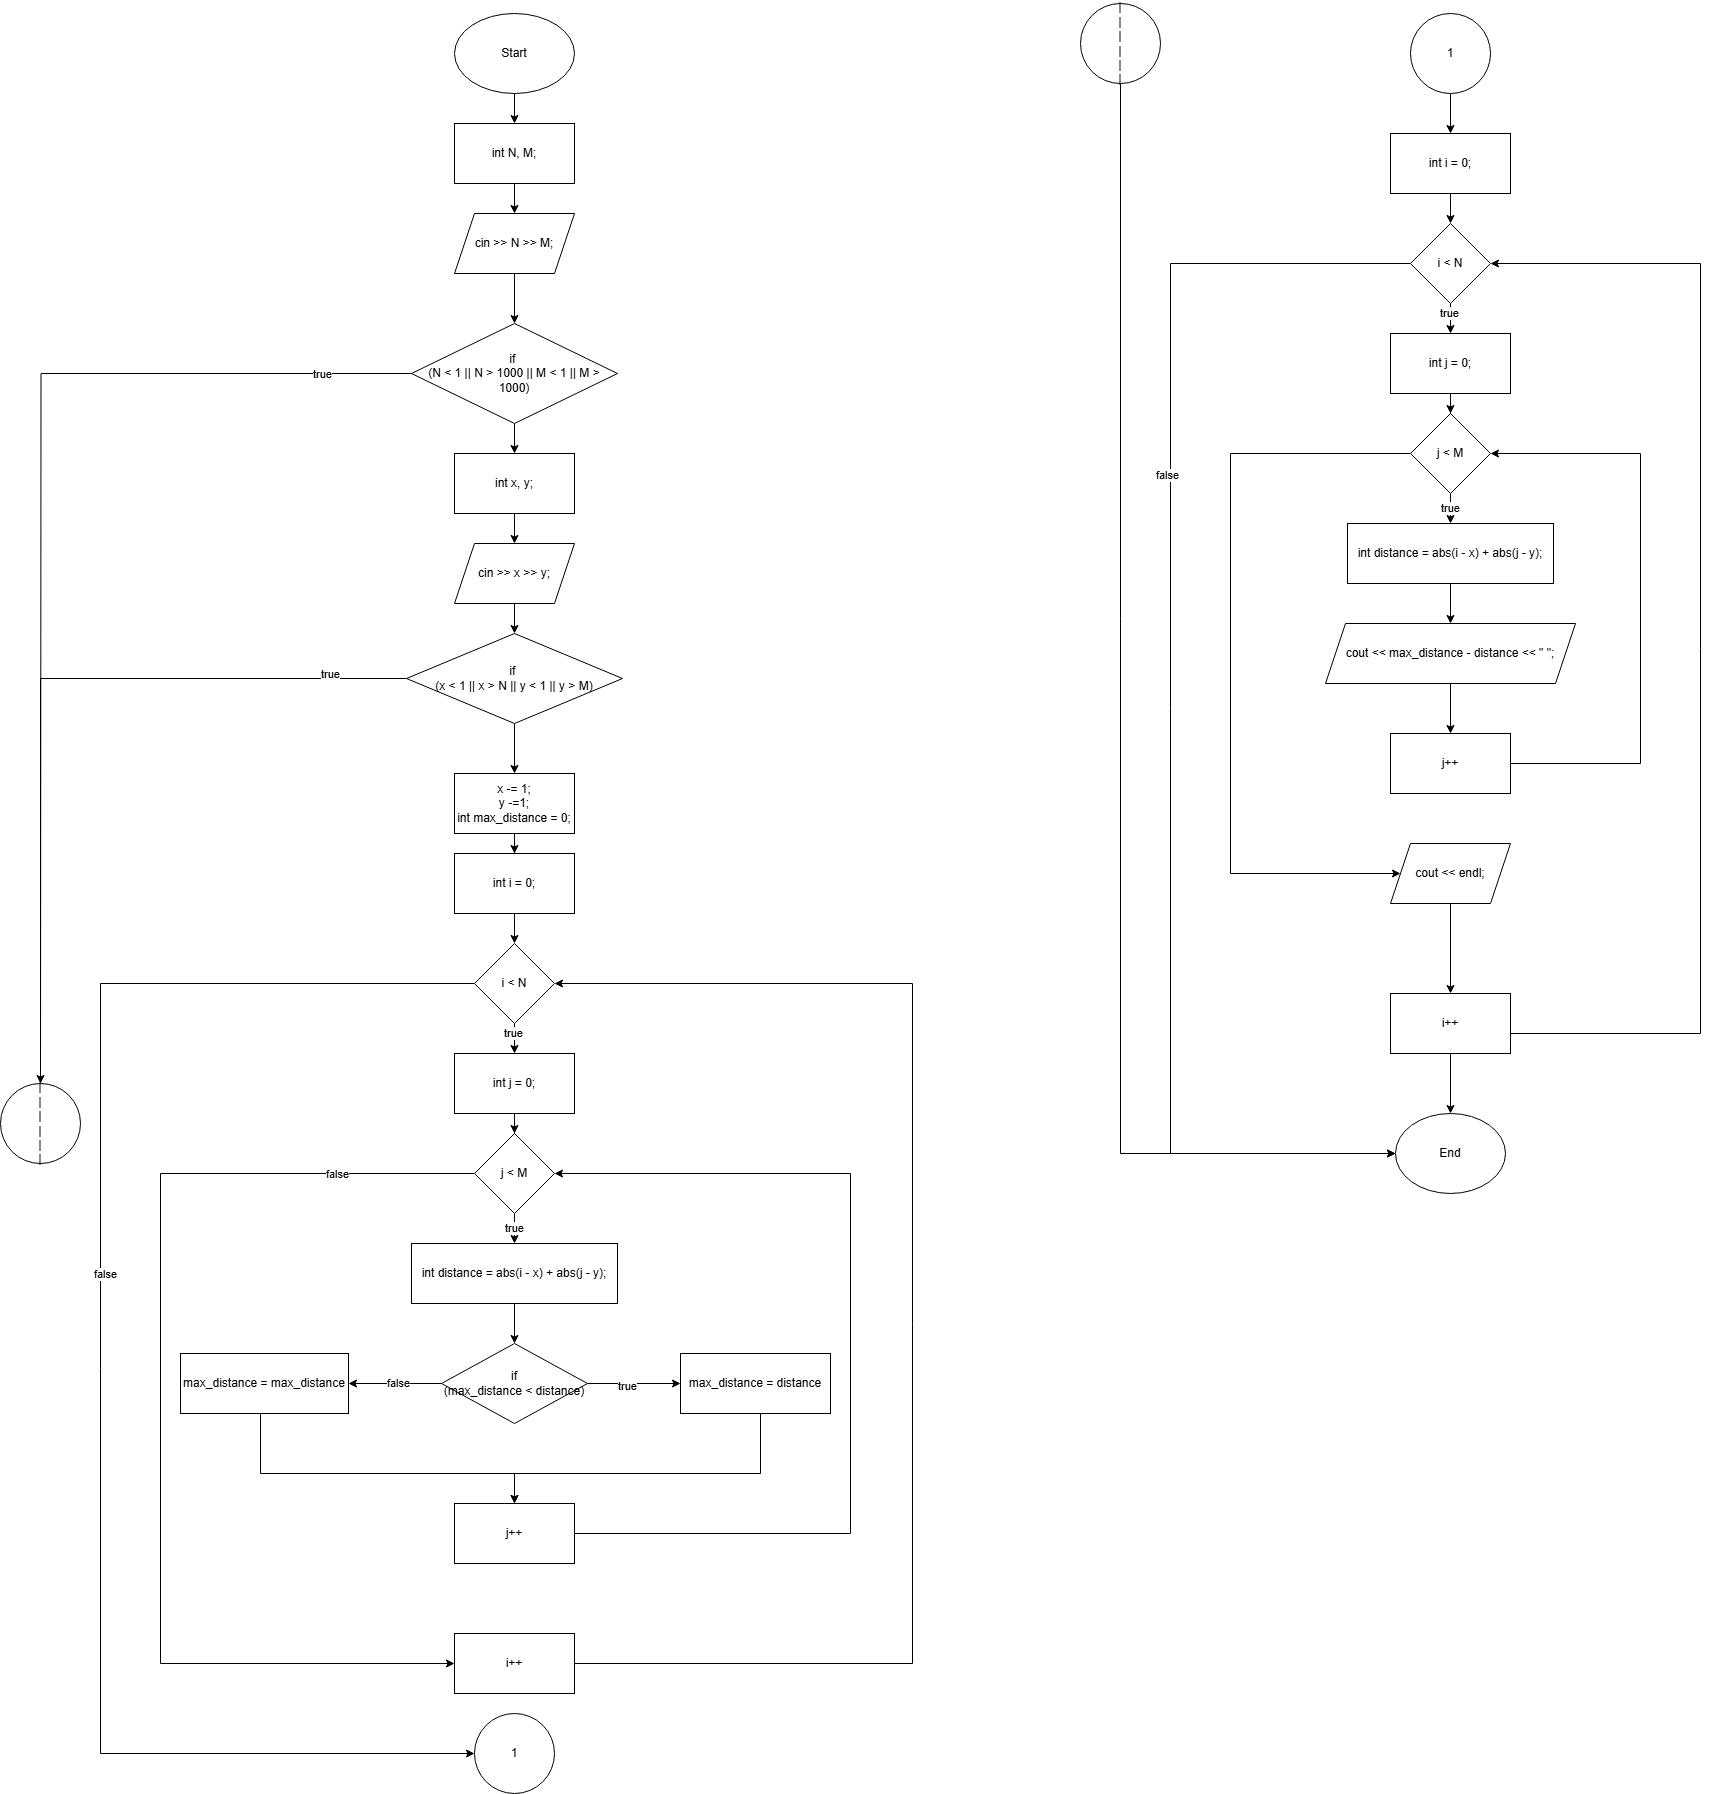 Start
int N, M;
cin >> N >> M;
if
(N < 1 || N > 1000 || M < 1 || M >
1000)
true
int x, y;
cin >> x >> y;
if
(x < 1 || x > N || y < 1 || y > M)
true
x -= 1;
y -=1;
int max_distance = 0;
int i = 0;
i < N
true
int j = 0;
j < M
false
true
false
int distance = abs(i - x) + abs(j - y);
if
(max_distance < distance)
max_distance = max_distance
false
true
max_distance = distance
j++
i++
1
1
int i = 0;
i < N
true
int j = 0;
j < M
false
true
int distance = abs(i - x) + abs(j - y);
cout << max_distance - distance << " ";
j++
cout << endl;
i++
End